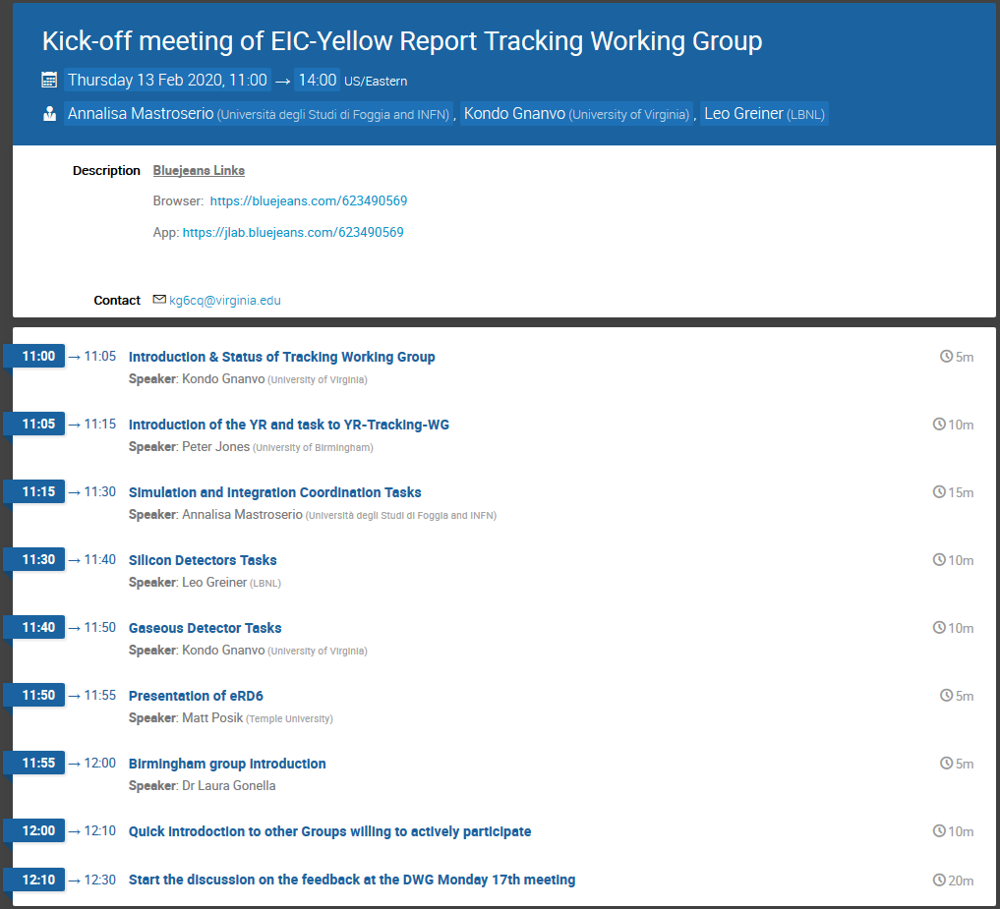 Kick-off meeting of EIC-Yellow Report Tracking Working Group
Thursday 13 Feb 2020, 11:00 → 14:00 US/Eastern
Annalisa Mastroserio (Università degli Studi di Foggia and INFN) , Kondo Gnanvo (University of Virginia) , Leo Greiner (LBNL)
Description Bluejeans Links
Browser: https://bluejeans.com/623490569
App: https://jlab.bluejeans.com/623490569
Contact kg6cq@virginia.edu
11:00 → 11:05 Introduction & Status of Tracking Working Group 5m
Speaker: Kondo Gnanvo (University of Virginia)
11:05 → 11:15 Introduction of the YR and task to YR-Tracking-WG 10m
Speaker: Peter Jones (University of Birmingham)
11:15 → 11:30 Simulation and Integration Coordination Tasks 15m
Speaker: Annalisa Mastroserio (Università degli Studi di Foggia and INFN)
11:30 → 11:40 Silicon Detectors Tasks 10m
Speaker: Leo Greiner (LBNL)
11:40 → 11:50 Gaseous Detector Tasks 10m
Speaker: Kondo Gnanvo (University of Virginia)
11:50 → 11:55 Presentation of eRD6 5m
Speaker: Matt Posik (Temple University)
11:55 → 12:00 Birmingham group introduction 5m
Speaker: Dr Laura Gonella
12:00 → 12:10 Quick introdoction to other Groups willing to actively participate 10m
12:10 → 12:30 Start the discussion on the feedback at the DWG Monday 17th meeting 20m